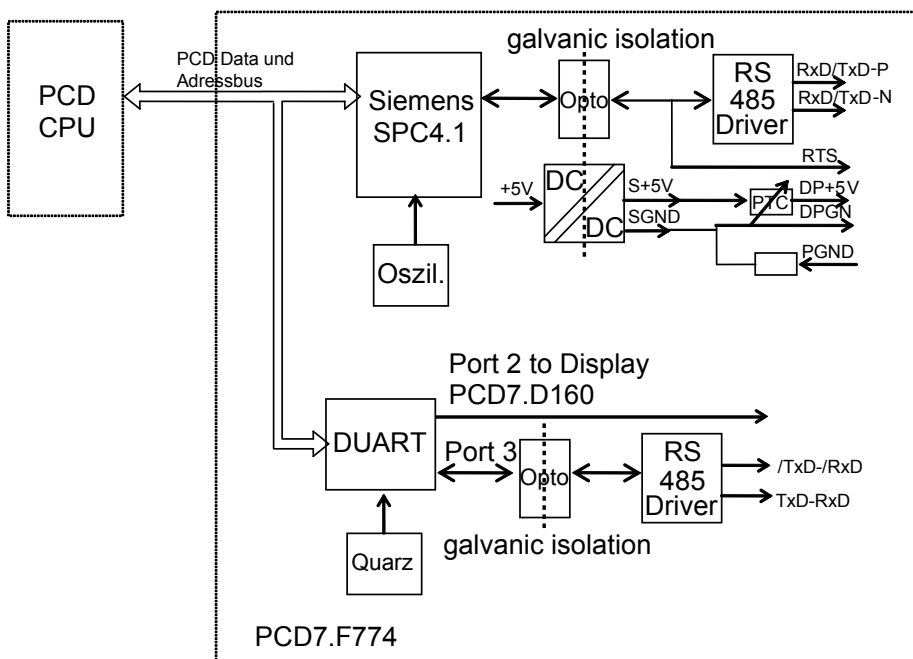 PCD Data und
Adressbus
PCD
CPU
Siemens
SPC4.1
galvanic isolation
Opto
RS
485
Driver
RxD/TxD-P
RxD/TxD-N
RTS
+5V
DC
DC
S+5V
SGND
PTC
DP+5V
DPGN
PGND
Oszil.
Port 2 to Display
PCD7.D160
DUART
Port 3
Opto
RS
485
Driver
/TxD-/RxD
TxD-RxD
galvanic isolation
Quarz
PCD7.F774